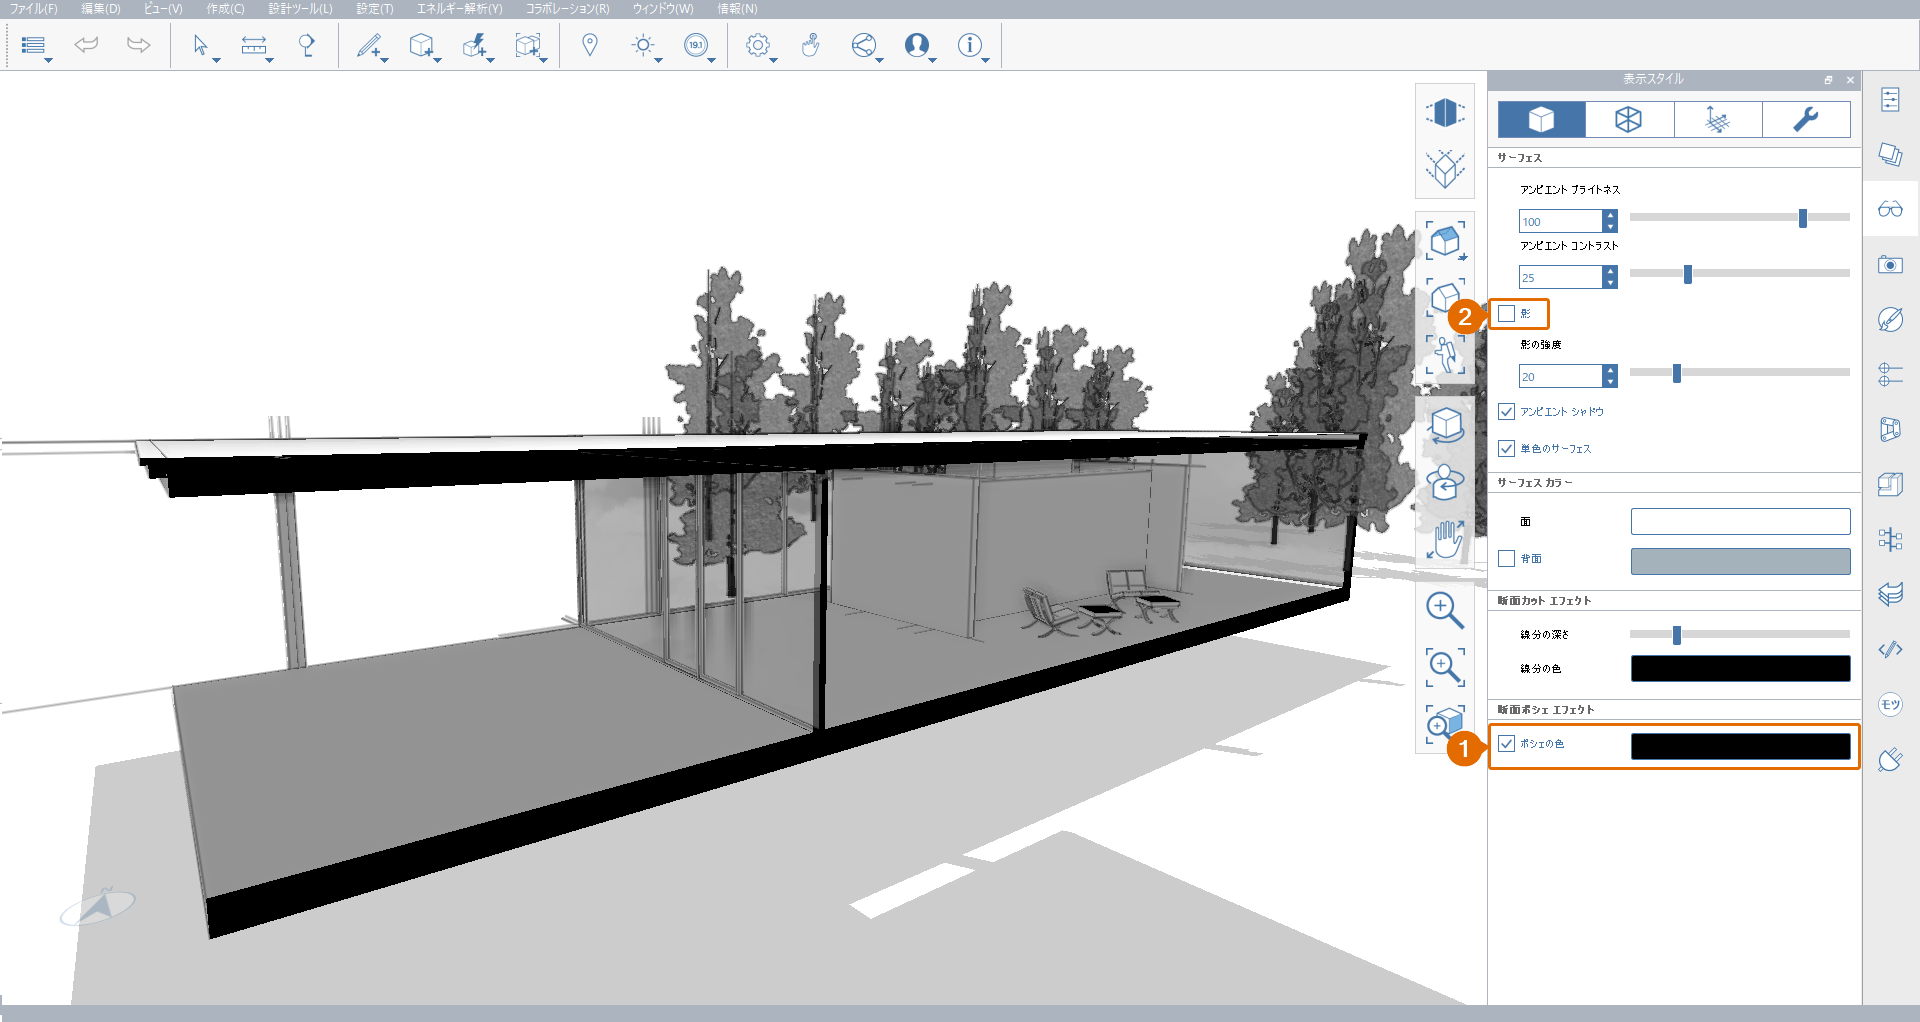 ファイル(F) 編集(D) ビュー(V) 作成(C) 設計ツール(L) 設定(T) エネルギー解析(Y) コラボレーション(R) ウィンドウ(W) 情報(N)
19.1
表示スタイル
サーフェス
アンビエント ブライトネス
100
アンビエント コントラスト
25
2
影
影の強度
20
アンビエント シャドウ
単色のサーフェス
サーフェス カラー
面
背面
断面カット エフェクト
線分の深さ
線分の色
断面ポシェ エフェクト
1
ポシェの色
モツ